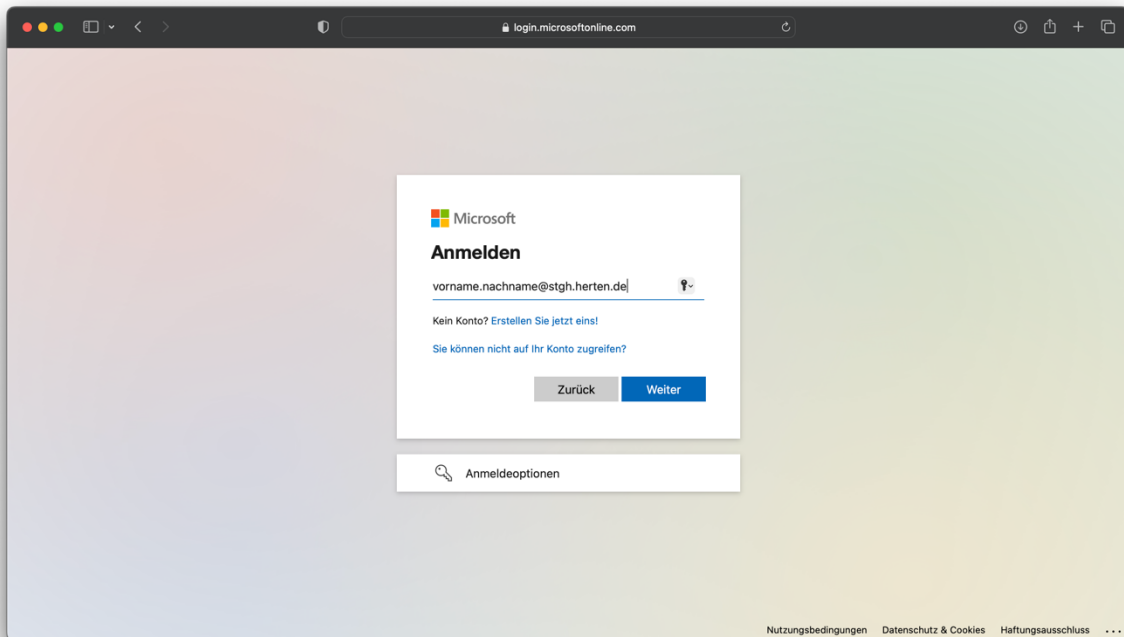 login.microsoftonline.com
Microsoft
Anmelden
vorname.nachname@stgh.herten.de
Kein Konto? Erstellen Sie jetzt eins!
Sie können nicht auf Ihr Konto zugreifen?
Zurück Weiter
Anmeldeoptionen
Nutzungsbedingungen Datenschutz & Cookies Haftungsausschluss ...